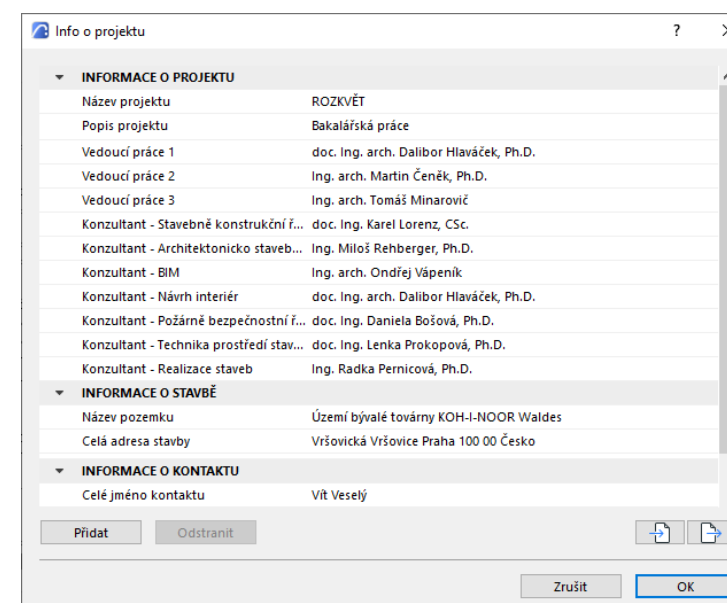 Info o projektu ?
INFORMACE O PROJEKTU
Název projektu ROZKVĚT
Popis projektu Bakalářská práce
Vedoucí práce 1 doc. Ing. arch. Dalibor Hlaváček, Ph.D.
Vedoucí práce 2 Ing. arch. Martin Čeněk, Ph.D.
Vedoucí práce 3 Ing. arch. Tomáš Minarovič
Konzultant - Stavebně konstrukční ř... doc. Ing. Karel Lorenz, CSc.
Konzultant - Architektonicko staveb... Ing. Miloš Rehberger, Ph.D.
Konzultant - BIM Ing. arch. Ondřej Vápeník
Konzultant - Návrh interiér doc. Ing. arch. Dalibor Hlaváček, Ph.D.
Konzultant - Požárně bezpečnostní ř... doc. Ing. Daniela Bošová, Ph.D.
Konzultant - Technika prostředí stav... doc. Ing. Lenka Prokopová, Ph.D.
Konzultant - Realizace staveb Ing. Radka Pernicová, Ph.D.
INFORMACE O STAVBĚ
Název pozemku Území bývalé továrny KOH-I-NOOR Waldes
Celá adresa stavby Vršovická Vršovice Praha 100 00 Česko
INFORMACE O KONTAKTU
Celé jméno kontaktu Vít Veselý
Přidat Odstranit
Zrušit OK